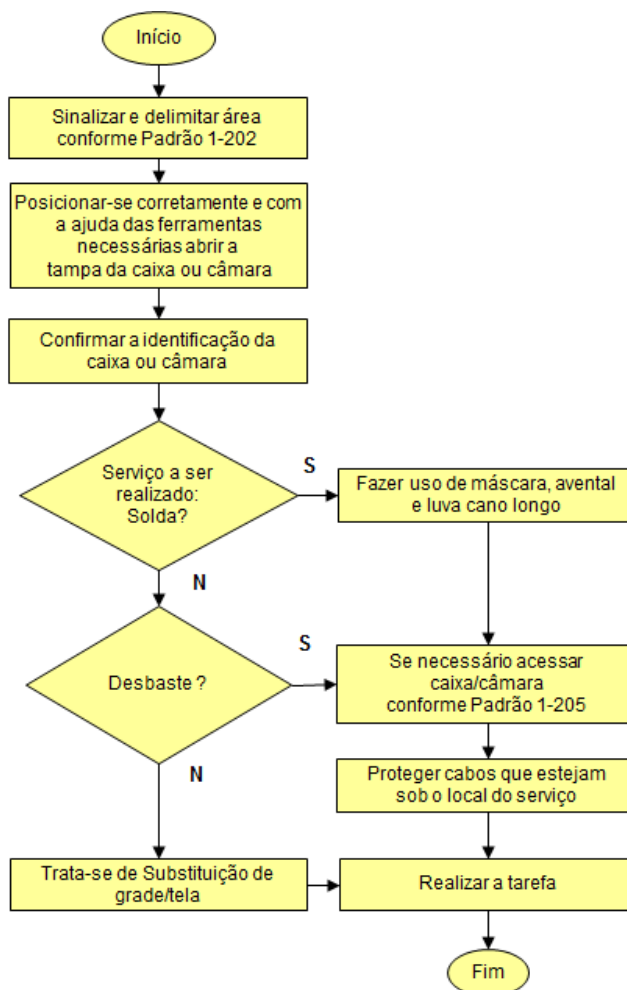 Início
Sinalizar e delimitar área
conforme Padrão 1-202
Posicionar-se corretamente e com
a ajuda das ferramentas
necessárias abrir a
tampa da caixa ou câmara
Confirmar a identificação da
caixa ou câmara
Serviço a ser
realizado:
Solda?
S
Fazer uso de máscara, avental
e luva cano longo
N
Desbaste ?
S
Se necessário acessar
caixa/câmara
conforme Padrão 1-205
N
Proteger cabos que estejam
sob o local do serviço
Trata-se de Substituição de
grade/tela
Realizar a tarefa
Fim